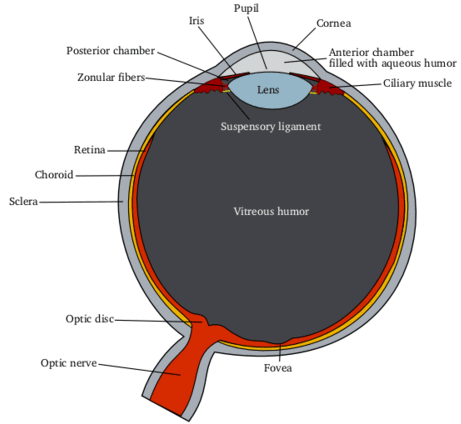 Pupil
Iris
Cornea
Posterior chamber
Anterior chamber
filled with aqueous humor
Zonular fibers
Ciliary muscle
Lens
Suspensory ligament
Retina
Choroid
Sclera
Vitreous humor
Optic disc
Optic nerve
Fovea